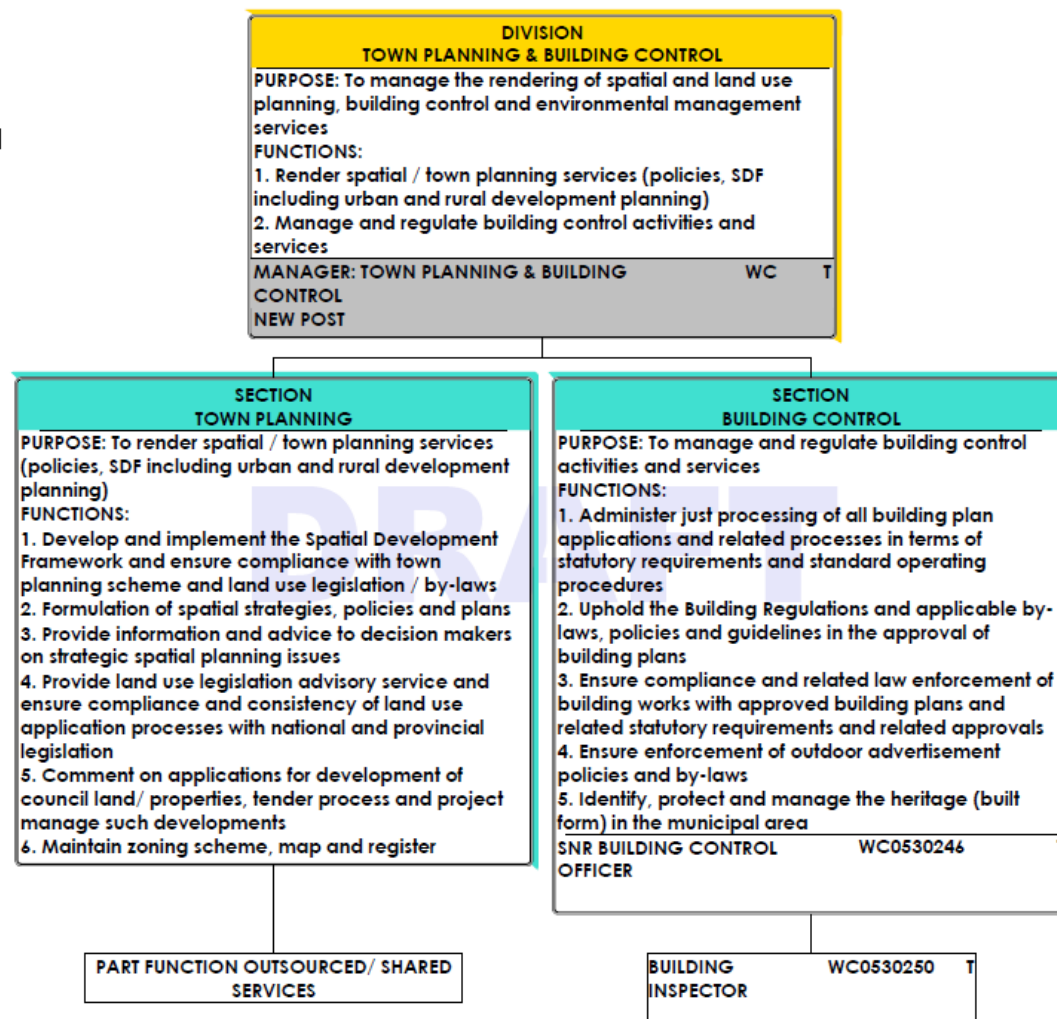 DIVISION
TOWN PLANNING & BUILDING CONTROL
PURPOSE: To manage the rendering of spatial and land use
planning, building control and environmental management
services
FUNCTIONS:
1. Render spatial / town planning services (policies, SDF
including urban and rural development planning)
2. Manage and regulate building control activities and
services
MANAGER: TOWN PLANNING & BUILDING WC T
CONTROL
NEW POST
SECTION
TOWN PLANNING
PURPOSE: To render spatial / town planning services
(policies, SDF including urban and rural development
planning)
FUNCTIONS:
1. Develop and implement the Spatial Development
Framework and ensure compliance with town
planning scheme and land use legislation / by-laws
2. Formulation of spatial strategies, policies and plans
3. Provide information and advice to decision makers
on strategic spatial planning issues
4. Provide land use legislation advisory service and
ensure compliance and consistency of land use
application processes with national and provincial
legislation
5. Comment on applications for development of
council land/ properties, tender process and project
manage such developments
6. Maintain zoning scheme, map and register
PART FUNCTION OUTSOURCED/ SHARED
SERVICES
SECTION
BUILDING CONTROL
PURPOSE: To manage and regulate building control
activities and services
FUNCTIONS:
1. Administer just processing of all building plan
applications and related processes in terms of
statutory requirements and standard operating
procedures
2. Uphold the Building Regulations and applicable by-
laws, policies and guidelines in the approval of
building plans
3. Ensure compliance and related law enforcement of
building works with approved building plans and
related statutory requirements and related approvals
4. Ensure enforcement of outdoor advertisement
policies and by-laws
5. Identify, protect and manage the heritage (built
form) in the municipal area
SNR BUILDING CONTROL WC0530246
OFFICER
BUILDING WC0530250 T
INSPECTOR
DRAFT